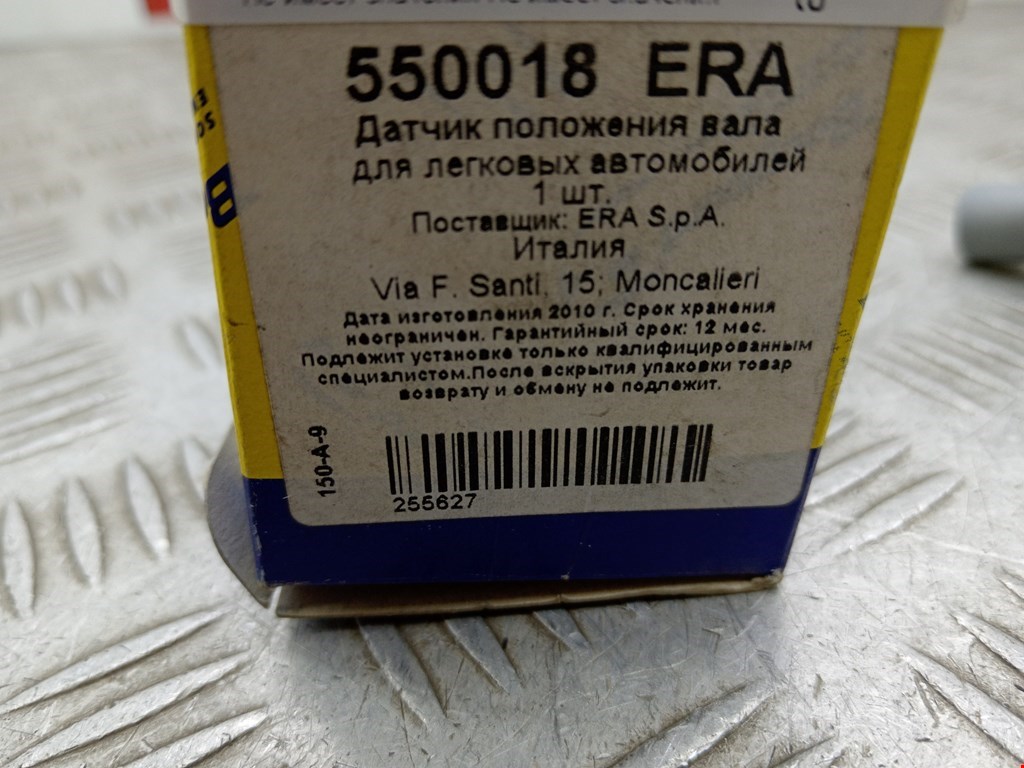 550018 ERA
Датчик положения вала
для легковых автомобилей
1 шт.
Поставщик: ERA S.p.A.
Италия
Via F. Santi, 15; Moncalieri
Дата изготовления 2010 г. Срок хранения
неограничен. Гарантийный срок: 12 мес.
Подлежит установке только квалифицированным
специалистом.После вскрытия упаковки товар
возврату и обмену не подлежит.
150-A-9
255627